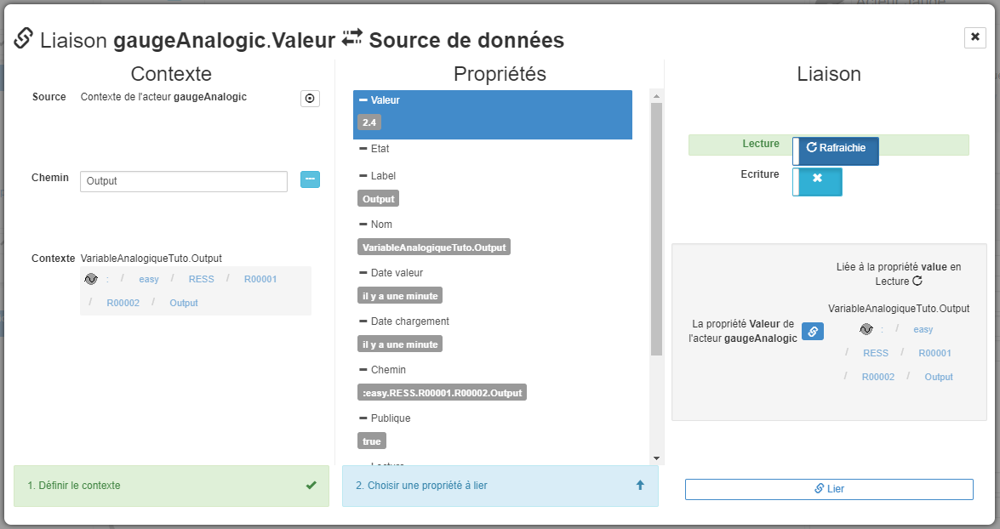 Liaison gaugeAnalogic.Valeur Source de données
Contexte
Source Contexte de l'acteur gaugeAnalogic
Chemin Output
Contexte VariableAnalogiqueTuto.Output
: / easy / RESS / R00001
/ R00002 / Output
1. Définir le contexte
Propriétés
Valeur
2.4
Etat
Label
Output
Nom
VariableAnalogiqueTuto.Output
Date valeur
il y a une minute
Date chargement
il y a une minute
Chemin
:easy.RESS.R00001.R00002.Output
Publique
true
Lecture
2. Choisir une propriété à lier
Liaison
Lecture Rafraichie
Ecriture
La propriété Valeur de
l'acteur gaugeAnalogic
Liée à la propriété value en
Lecture
VariableAnalogiqueTuto.Output
: / easy
/ RESS / R00001
/ R00002 / Output
Lier